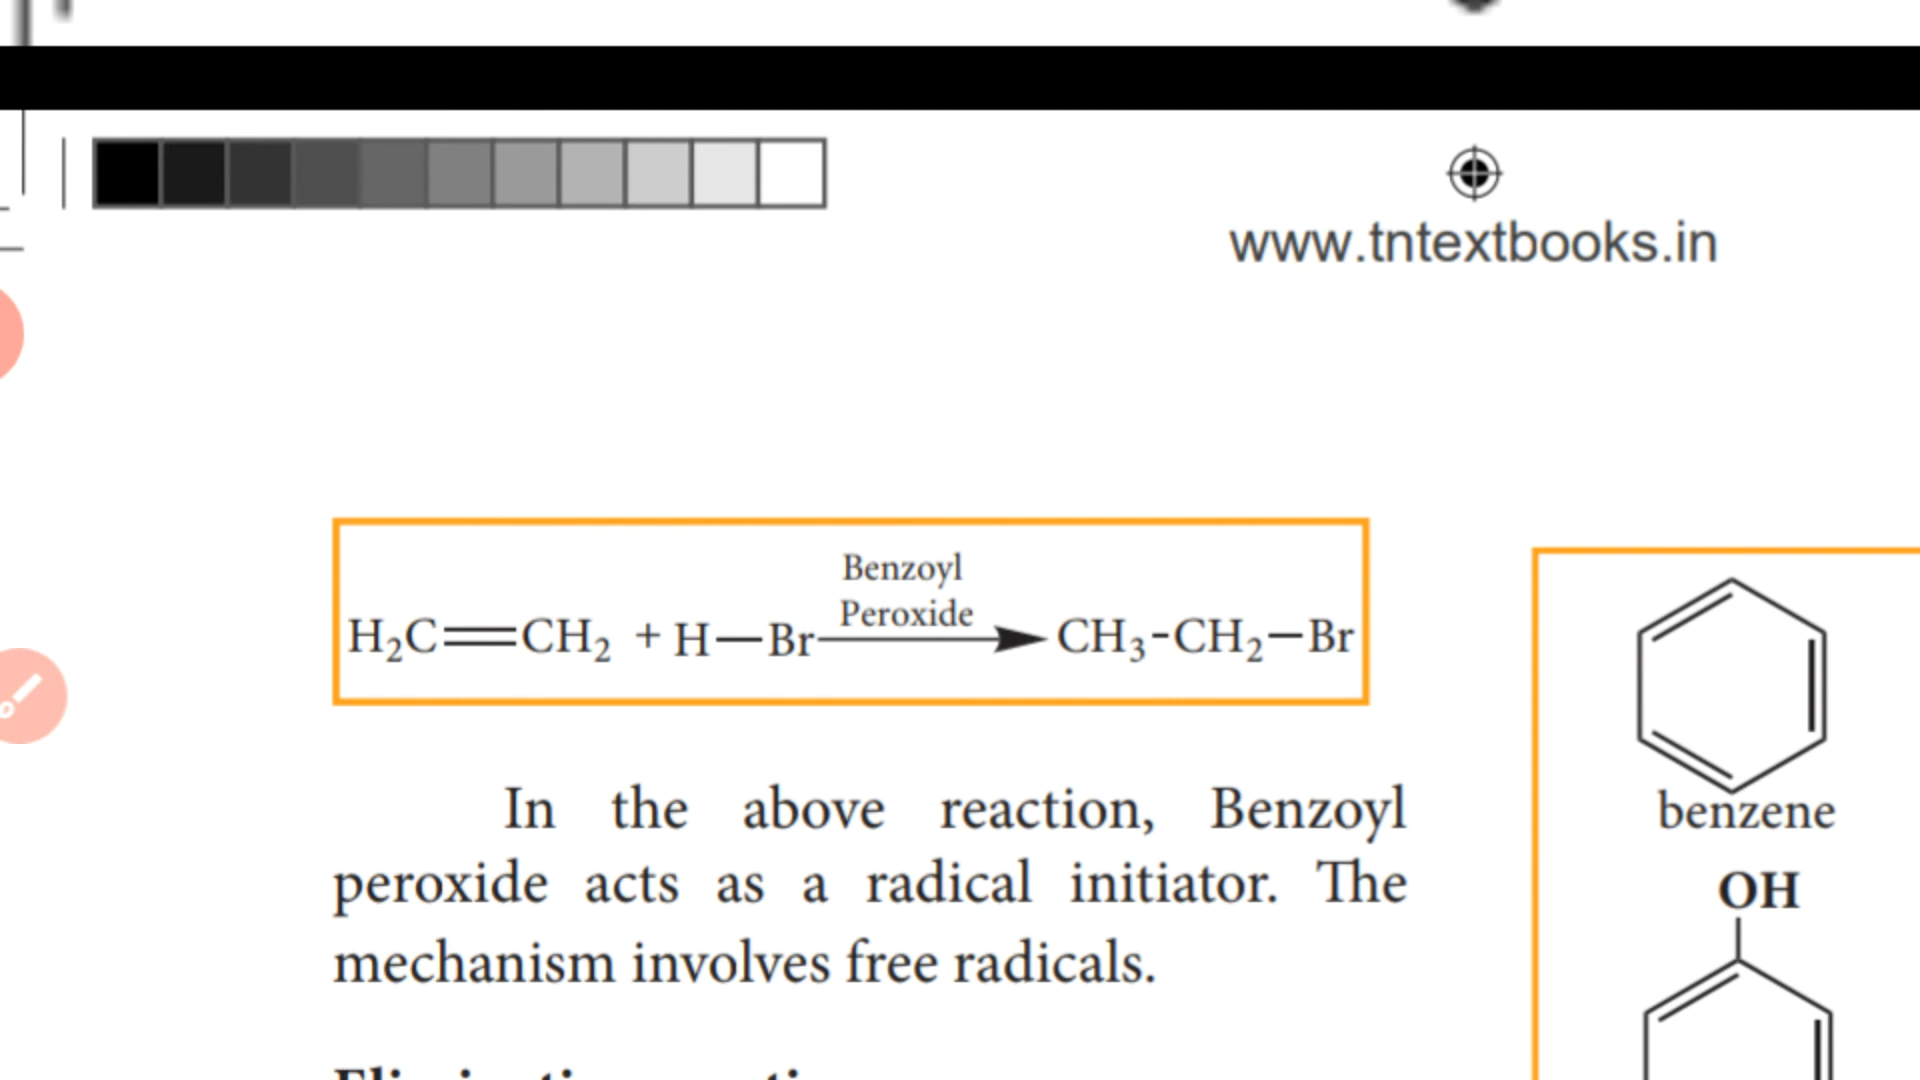 www.tntextbooks.in
Benzoyl
Peroxide
H₂C=CH₂ + H—Br → CH₃-CH₂—Br
In the above reaction, Benzoyl
peroxide acts as a radical initiator. The
mechanism involves free radicals.
benzene
OH